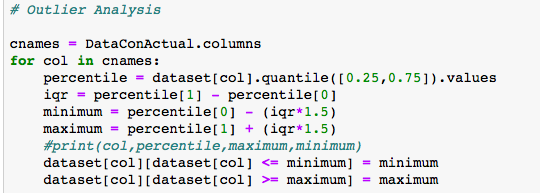 # Outlier Analysis

cnames = DataConActual.columns
for col in cnames:
    percentile = dataset[col].quantile([0.25,0.75]).values
    iqr = percentile[1] - percentile[0]
    minimum = percentile[0] - (iqr*1.5)
    maximum = percentile[1] + (iqr*1.5)
    #print(col,percentile,maximum,minimum)
    dataset[col][dataset[col] <= minimum] = minimum
    dataset[col][dataset[col] >= maximum] = maximum